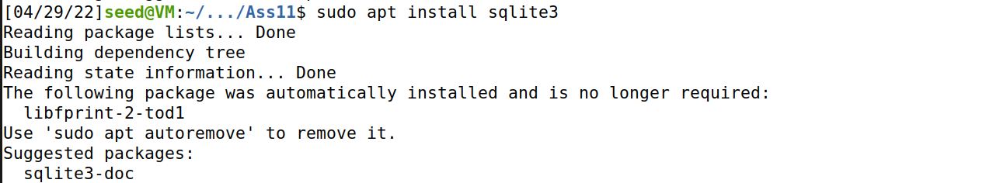 [04/29/22]seed@VM:~/.../Ass11$ sudo apt install sqlite3
Reading package lists... Done
Building dependency tree
Reading state information... Done
The following package was automatically installed and is no longer required:
  libfprint-2-tod1
Use 'sudo apt autoremove' to remove it.
Suggested packages:
  sqlite3-doc